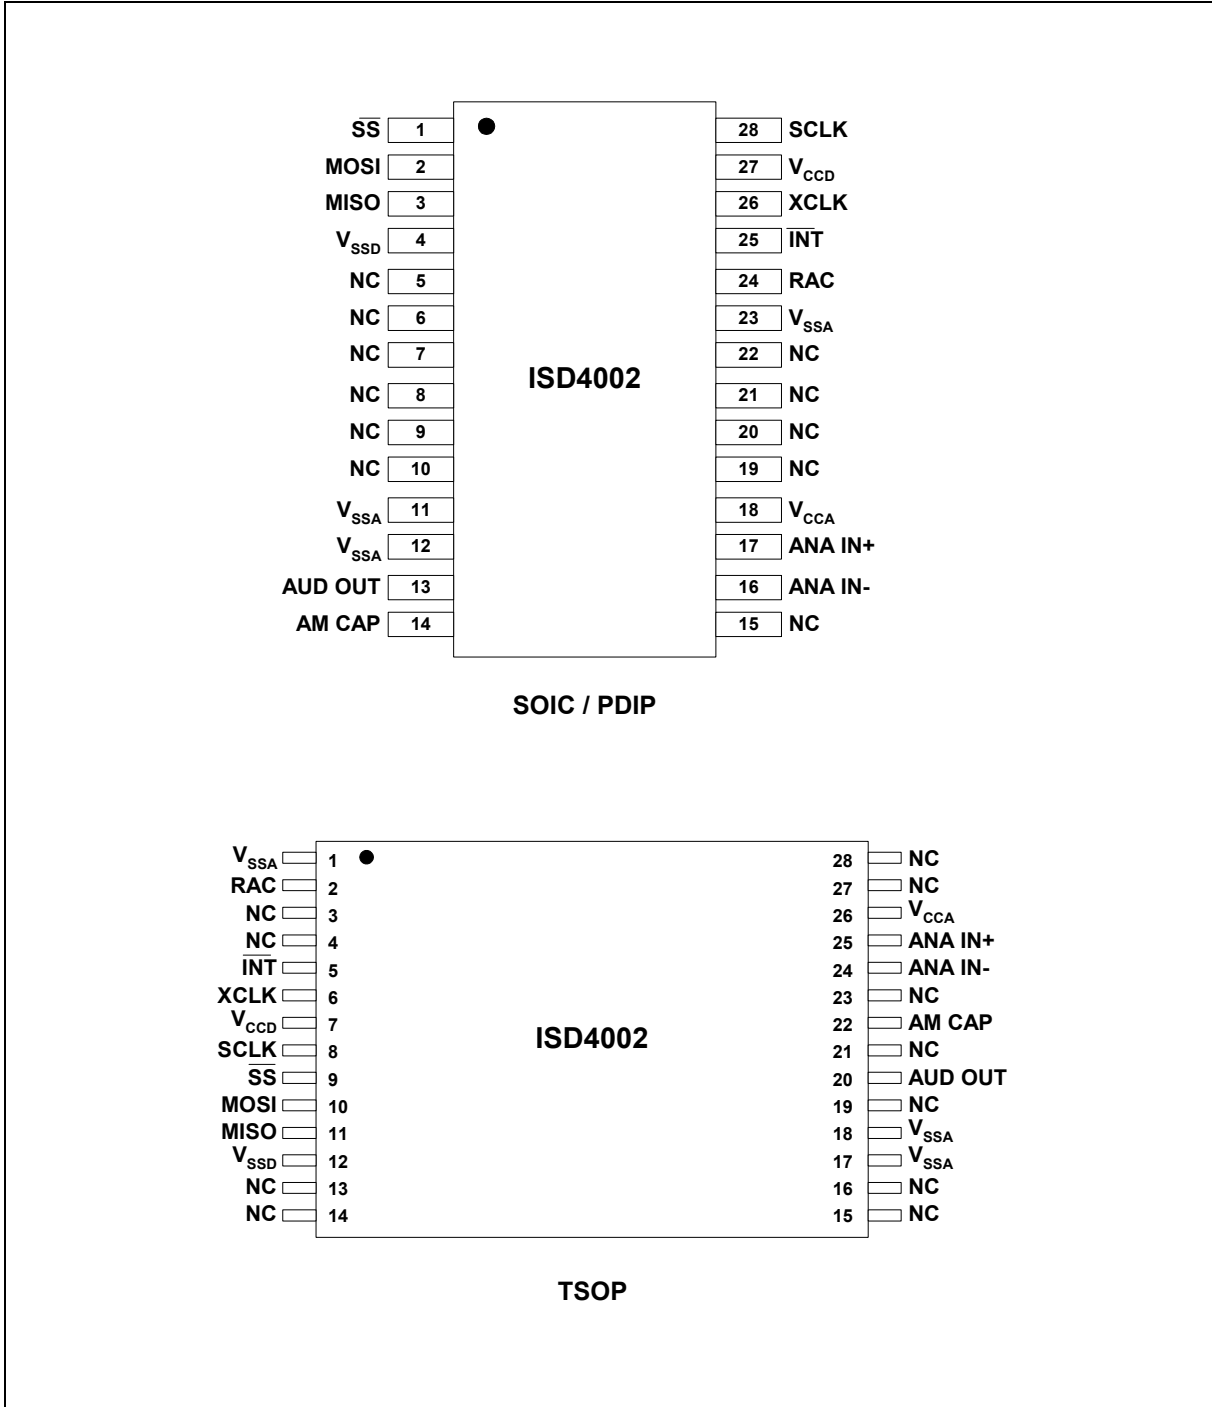 SS 1 28 SCLK
MOSI 2 27 VCCD
MISO 3 26 XCLK
VSSD 4 25 INT
NC 5 24 RAC
NC 6 23 VSSA
NC 7 22 NC
ISD4002
NC 8 21 NC
NC 9 20 NC
NC 10 19 NC
VSSA 11 18 VCCA
VSSA 12 17 ANA IN+
AUD OUT 13 16 ANA IN-
AM CAP 14 15 NC
SOIC / PDIP
VSSA 1 28 NC
RAC 2 27 NC
NC 3 26 VCCA
NC 4 25 ANA IN+
INT 5 24 ANA IN-
XCLK 6 23 NC
VCCD 7 22 AM CAP
ISD4002
SCLK 8 21 NC
SS 9 20 AUD OUT
MOSI 10 19 NC
MISO 11 18 VSSA
VSSD 12 17 VSSA
NC 13 16 NC
NC 14 15 NC
TSOP